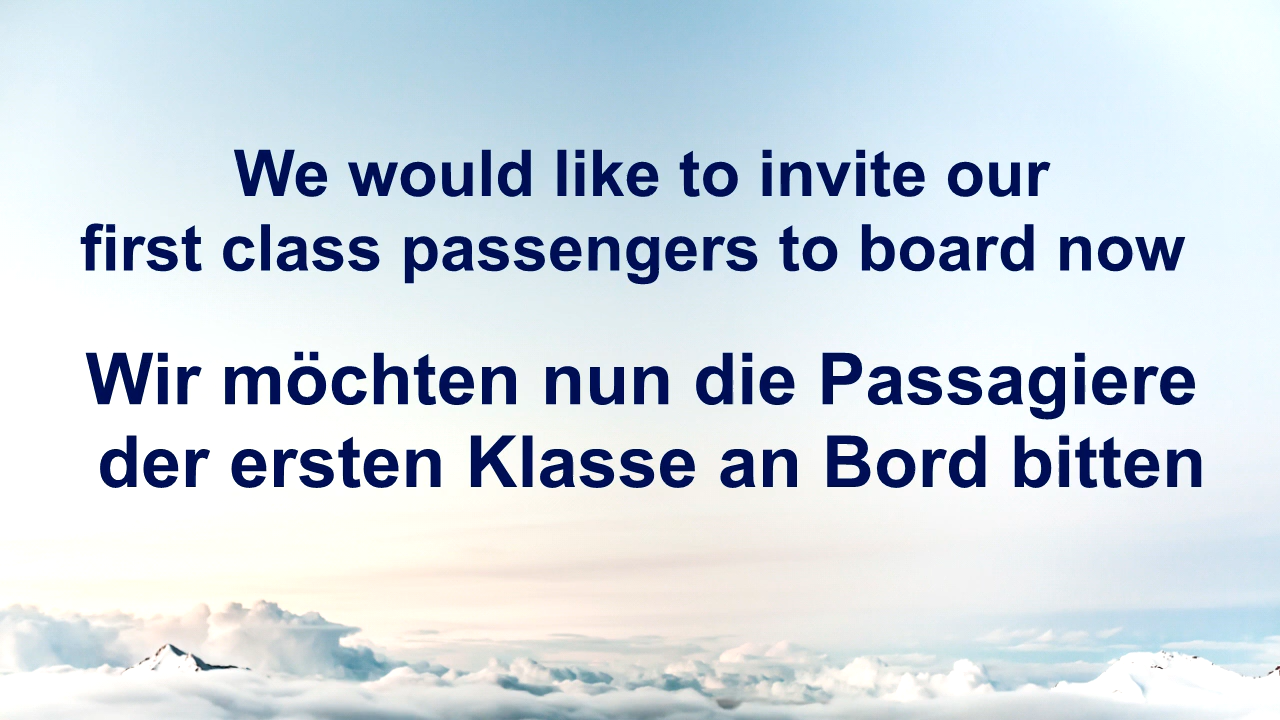 We would like to invite our
first class passengers to board now
Wir möchten nun die Passagiere
der ersten Klasse an Bord bitten